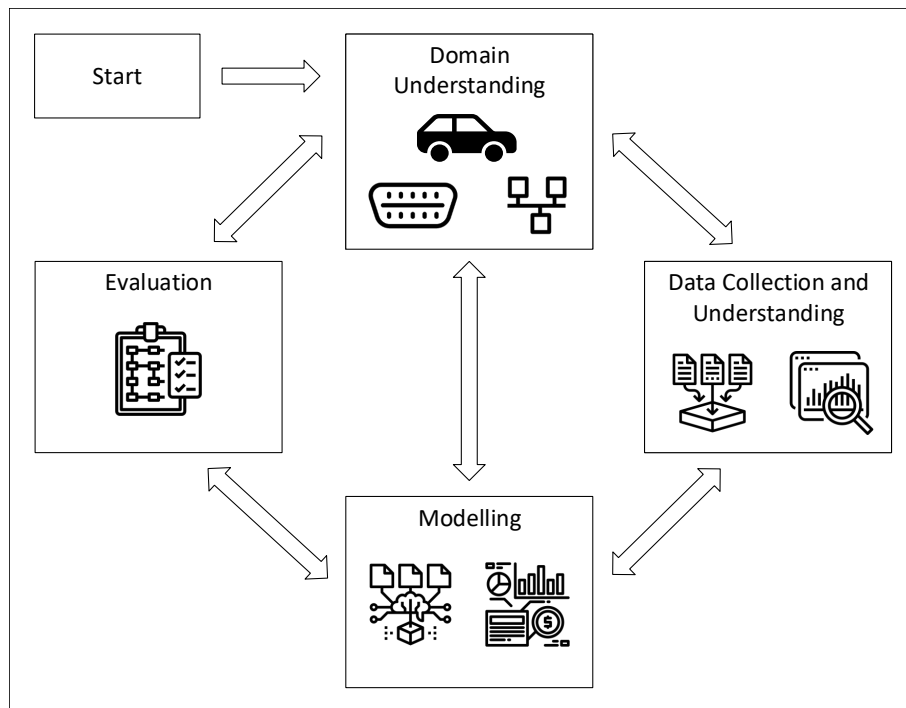 Start
Domain
Understanding
Evaluation
Data Collection and
Understanding
Modelling
$